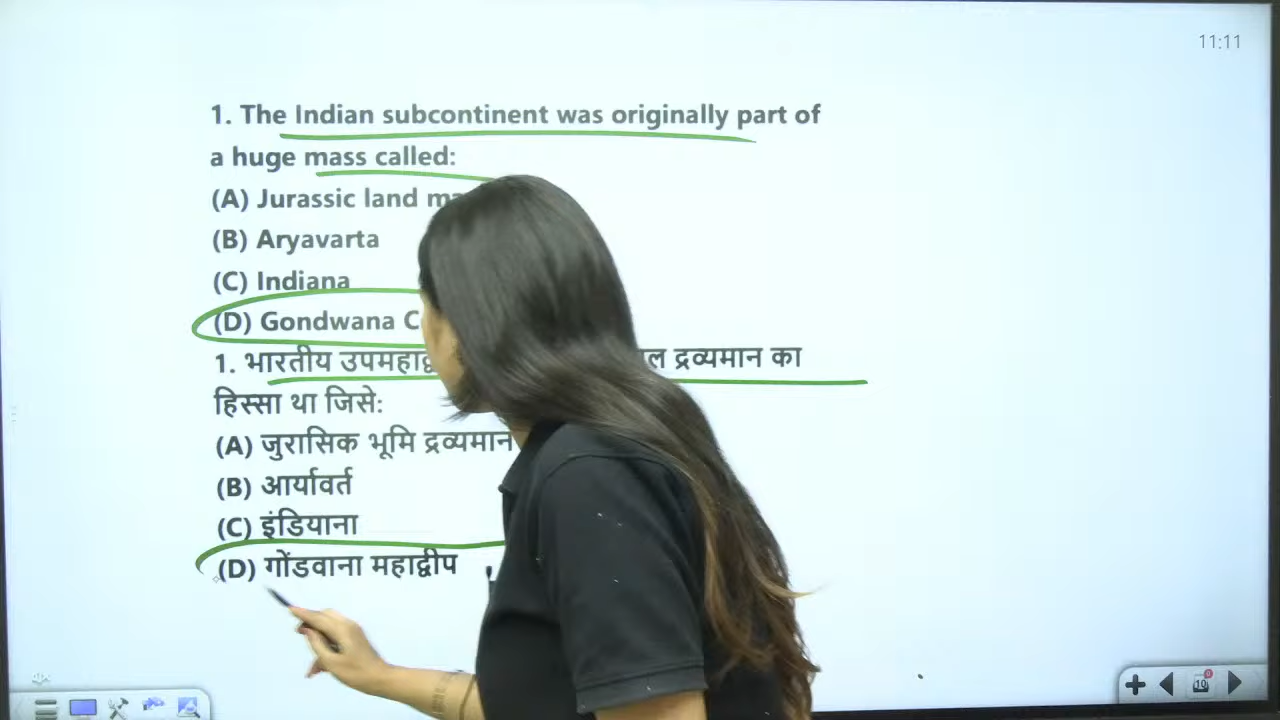 11:11
1. The Indian subcontinent was originally part of
a huge mass called:
(A) Jurassic land
(B) Aryavarta
(C) Indiana
(D) Gondwana
1. भारतीय द्रव्यमान का
हिस्सा था जिसे:
(A) जुरासिक भूमि द्रव्यमान
(B) आर्यावर्त
(C) इंडियाना
(D) गोंडवाना महाद्वीप
10